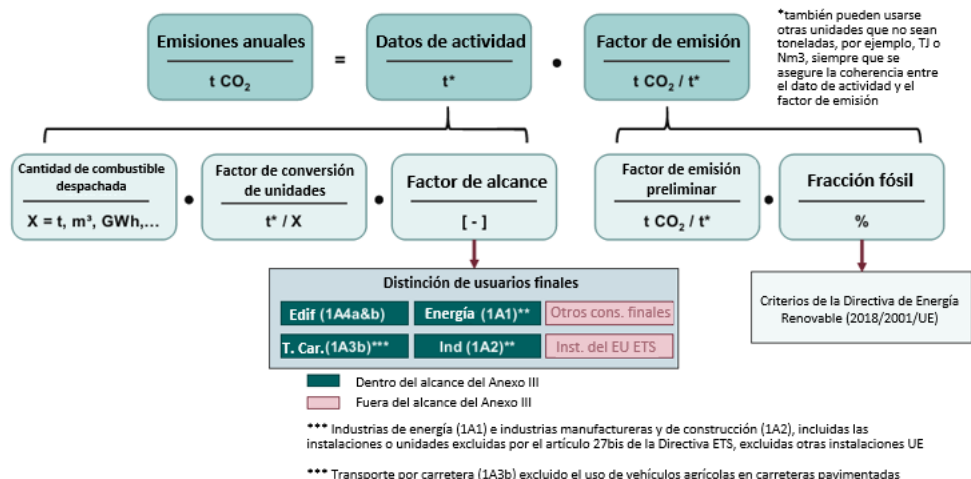 Emisiones anuales
t CO₂
=
Datos de actividad
t*
•
Factor de emisión
t CO₂ / t*
*también pueden usarse
otras unidades que no sean
toneladas, por ejemplo, TJ o
Nm3, siempre que se
asegure la coherencia entre
el dato de actividad y el
factor de emisión
Cantidad de combustible
despachada
X = t, m³, GWh,...
•
Factor de conversión
de unidades
t* / X
•
Factor de alcance
[ - ]
Factor de emisión
preliminar
t CO₂ / t*
•
Fracción fósil
%
Distinción de usuarios finales
Edif (1A4a&b)
Energía (1A1)**
Otros cons. finales
T. Car.(1A3b)***
Ind (1A2)**
Inst. del EU ETS
Criterios de la Directiva de Energía
Renovable (2018/2001/UE)
Dentro del alcance del Anexo III
Fuera del alcance del Anexo III
*** Industrias de energía (1A1) e industrias manufactureras y de construcción (1A2), incluidas las
instalaciones o unidades excluidas por el artículo 27bis de la Directiva ETS, excluidas otras instalaciones UE
*** Transporte por carretera (1A3b) excluido el uso de vehículos agrícolas en carreteras pavimentadas